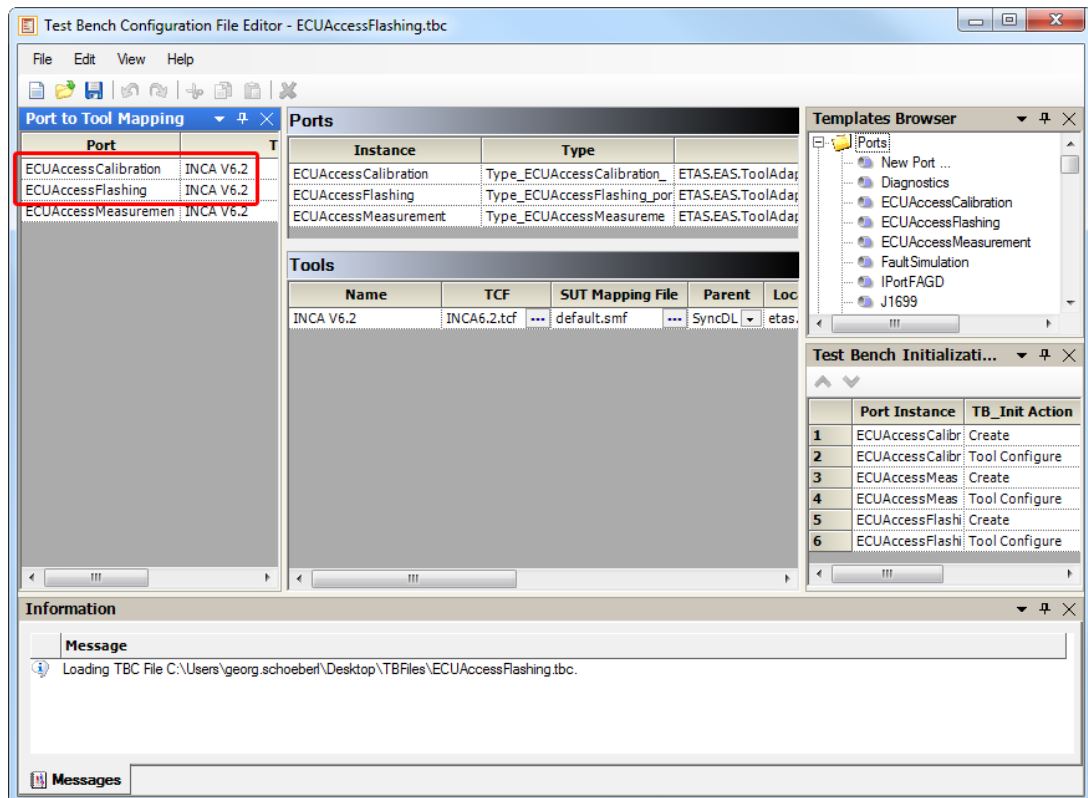 Test Bench Configuration File Editor - ECUAccessFlashing.tbc
File Edit View Help
Port to Tool Mapping
Port T
ECUAccessCalibration INCA V6.2
ECUAccessFlashing INCA V6.2
ECUAccessMeasuremen INCA V6.2
Ports
Instance Type
ECUAccessCalibration Type_ECUAccessCalibration_ ETAS.EAS.ToolAdap
ECUAccessFlashing Type_ECUAccessFlashing_por ETAS.EAS.ToolAdap
ECUAccessMeasurement Type_ECUAccessMeasureme ETAS.EAS.ToolAdap
Tools
Name TCF SUT Mapping File Parent Loc
INCA V6.2 INCA6.2.tcf ... default.smf ... SyncDL etas.
Templates Browser
Ports
New Port ...
Diagnostics
ECUAccessCalibration
ECUAccessFlashing
ECUAccessMeasurement
FaultSimulation
IPortFAGD
J1699
Test Bench Initializati...
Port Instance TB_Init Action
1 ECUAccessCalibr Create
2 ECUAccessCalibr Tool Configure
3 ECUAccessMeas Create
4 ECUAccessMeas Tool Configure
5 ECUAccessFlashi Create
6 ECUAccessFlashi Tool Configure
Information
Message
Loading TBC File C:\Users\georg.schoeberl\Desktop\TBFiles\ECUAccessFlashing.tbc.
Messages